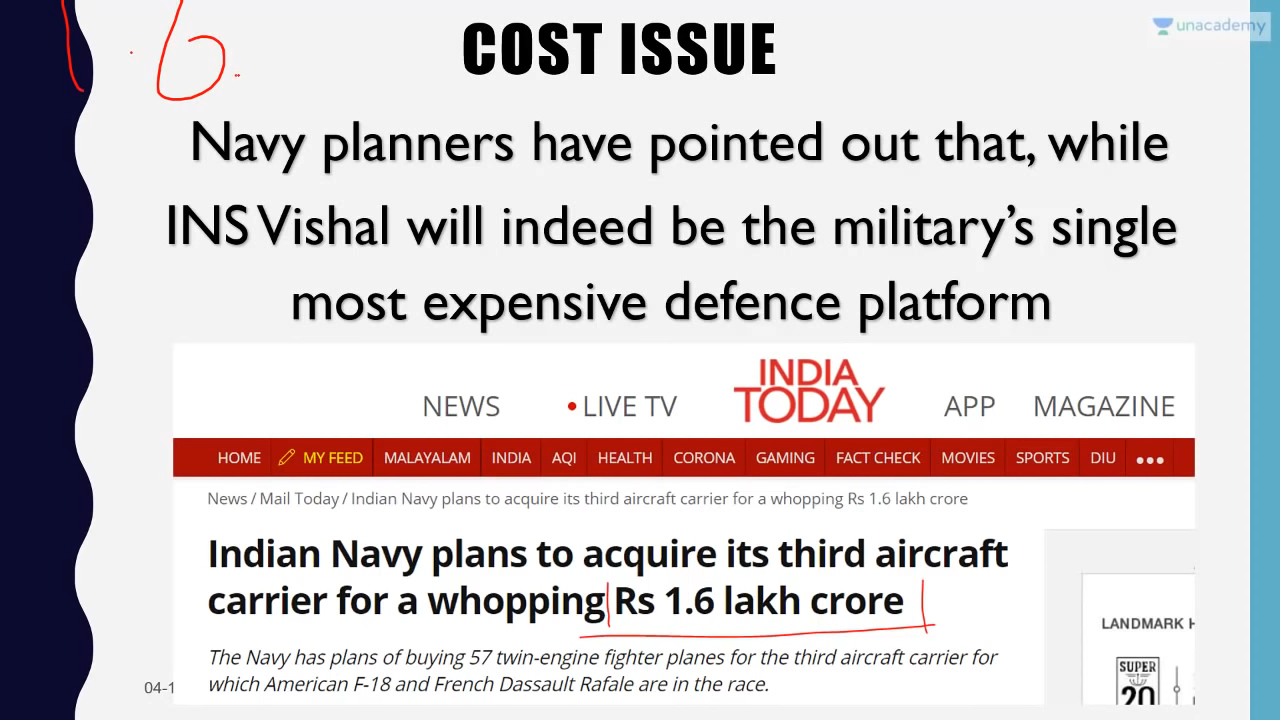 1.6
COST ISSUE
unacademy
Navy planners have pointed out that, while
INS Vishal will indeed be the military’s single
most expensive defence platform
NEWS
LIVE TV
INDIA
TODAY
APP
MAGAZINE
HOME MY FEED MALAYALAM INDIA AQI HEALTH CORONA GAMING FACT CHECK MOVIES SPORTS DIU
News / Mail Today / Indian Navy plans to acquire its third aircraft carrier for a whopping Rs 1.6 lakh crore
Indian Navy plans to acquire its third aircraft
carrier for a whopping Rs 1.6 lakh crore
The Navy has plans of buying 57 twin-engine fighter planes for the third aircraft carrier for
which American F-18 and French Dassault Rafale are in the race.
LANDMARK H
SUPER
20
04-1